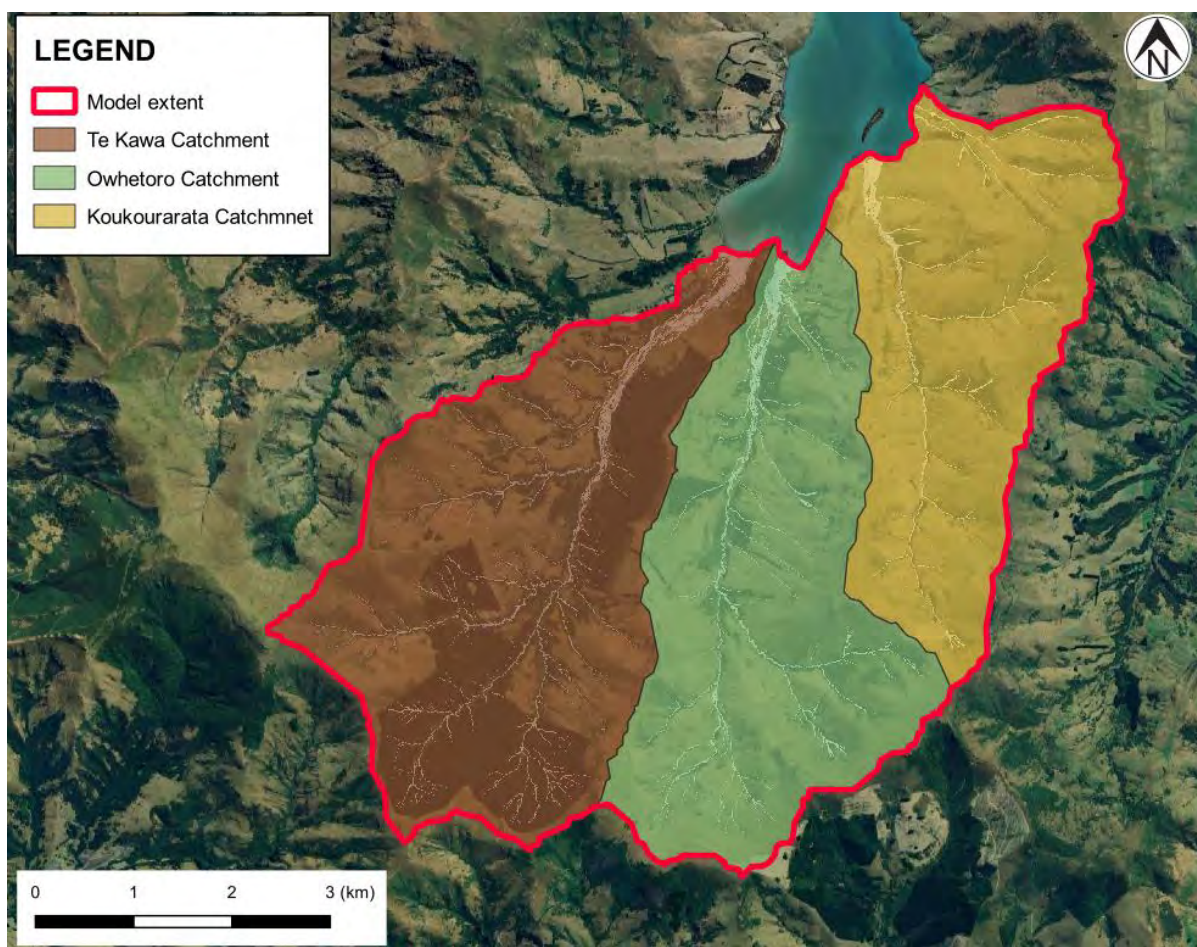 LEGEND
Model extent
Te Kawa Catchment
Owhetoro Catchment
Koukourarata Catchmnet
N
0 1 2 3 (km)